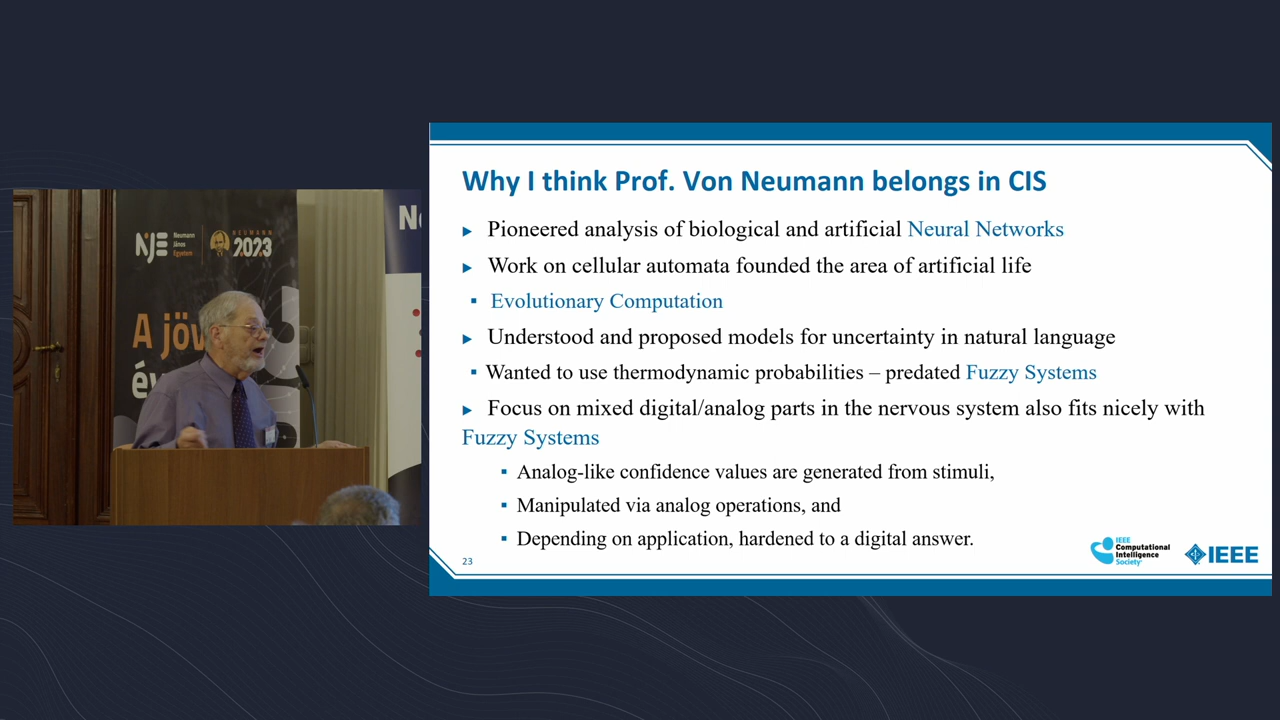 NJE
Neumann
János
Egyetem
NEUMANN
2023
A jöv
év
Why I think Prof. Von Neumann belongs in CIS
▶ Pioneered analysis of biological and artificial Neural Networks
▶ Work on cellular automata founded the area of artificial life
▪ Evolutionary Computation
▶ Understood and proposed models for uncertainty in natural language
▪ Wanted to use thermodynamic probabilities – predated Fuzzy Systems
▶ Focus on mixed digital/analog parts in the nervous system also fits nicely with
Fuzzy Systems
▪ Analog-like confidence values are generated from stimuli,
▪ Manipulated via analog operations, and
▪ Depending on application, hardened to a digital answer.
23
IEEE
Computational
Intelligence
Society
IEEE